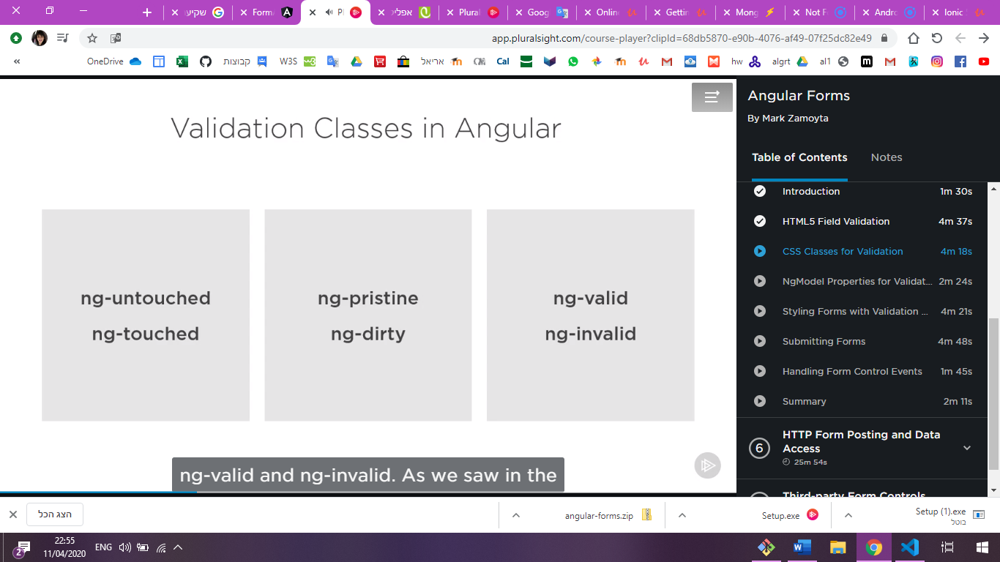 שקיע
FormA
Pl
אפליכ
Plural
Goog
Online
Gettin
Mong
Not F
Andro
Ionic
app.pluralsight.com/course-player?clipId=68db5870-e90b-4076-af49-07f25dc82e49
OneDrive
קבוצות
W3S
אריאל
Cal
hw
algrt
al1
m
Validation Classes in Angular
ng-untouched
ng-touched
ng-pristine
ng-dirty
ng-valid
ng-invalid
ng-valid and ng-invalid. As we saw in the
Angular Forms
By Mark Zamoyta
Table of Contents
Notes
Introduction 1m 30s
HTML5 Field Validation 4m 37s
CSS Classes for Validation 4m 18s
NgModel Properties for Validat... 2m 24s
Styling Forms with Validation ... 4m 21s
Submitting Forms 4m 48s
Handling Form Control Events 1m 45s
Summary 2m 11s
6
HTTP Form Posting and Data
Access
25m 54s
Third-party Form Controls
הצג הכל
angular-forms.zip
Setup.exe
Setup (1).exe
בוטל
2
22:55
11/04/2020
ENG